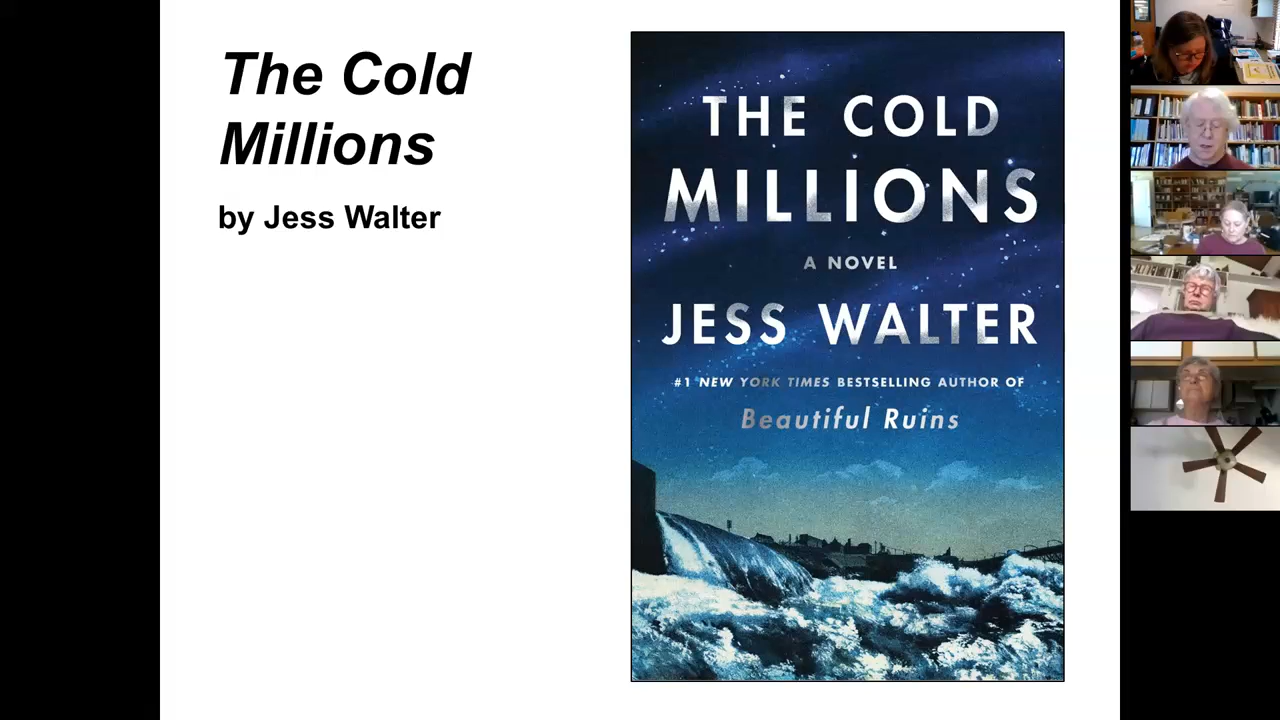 The Cold
Millions
by Jess Walter
THE COLD
MILLIONS
A NOVEL
JESS WALTER
#1 NEW YORK TIMES BESTSELLING AUTHOR OF
Beautiful Ruins